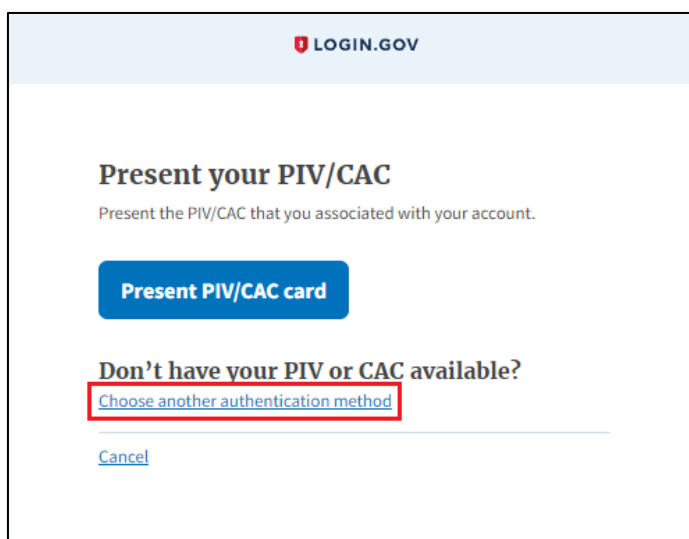 LOGIN.GOV
Present your PIV/CAC
Present the PIV/CAC that you associated with your account.
Present PIV/CAC card
Don’t have your PIV or CAC available?
Choose another authentication method
Cancel